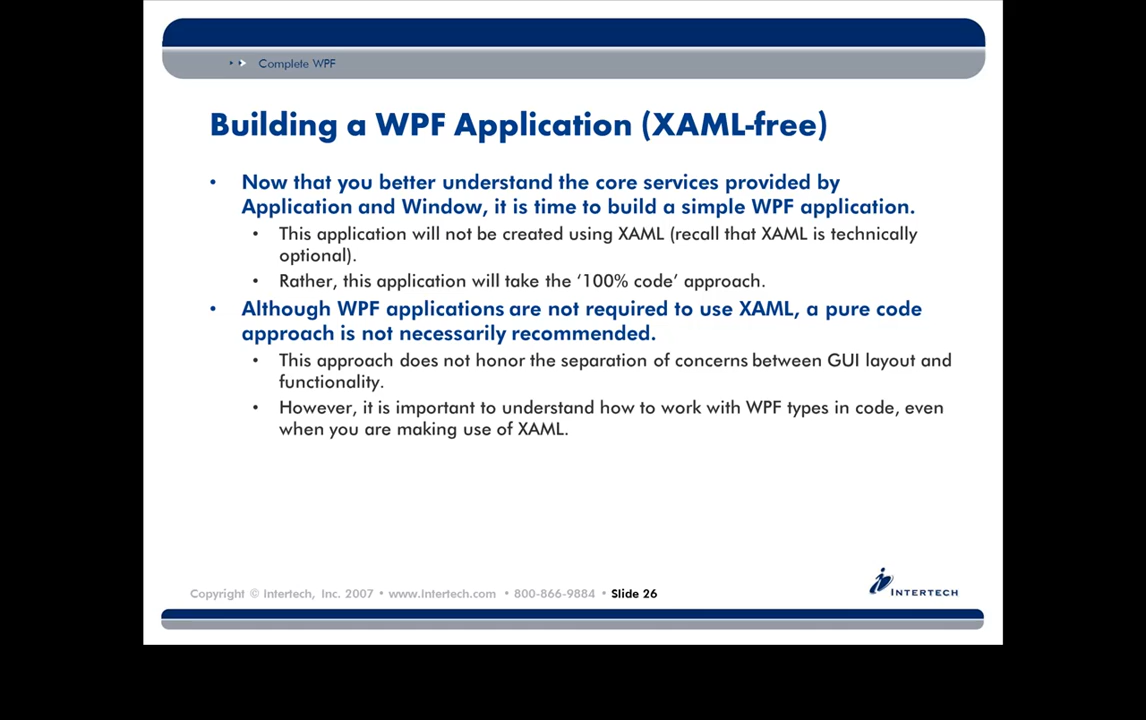 Complete WPF
Building a WPF Application (XAML-free)
• Now that you better understand the core services provided by
Application and Window, it is time to build a simple WPF application.
• This application will not be created using XAML (recall that XAML is technically
optional).
• Rather, this application will take the ‘100% code’ approach.
• Although WPF applications are not required to use XAML, a pure code
approach is not necessarily recommended.
• This approach does not honor the separation of concerns between GUI layout and
functionality.
• However, it is important to understand how to work with WPF types in code, even
when you are making use of XAML.
Copyright © Intertech, Inc. 2007 • www.Intertech.com • 800-866-9884 • Slide 26
INTERTECH